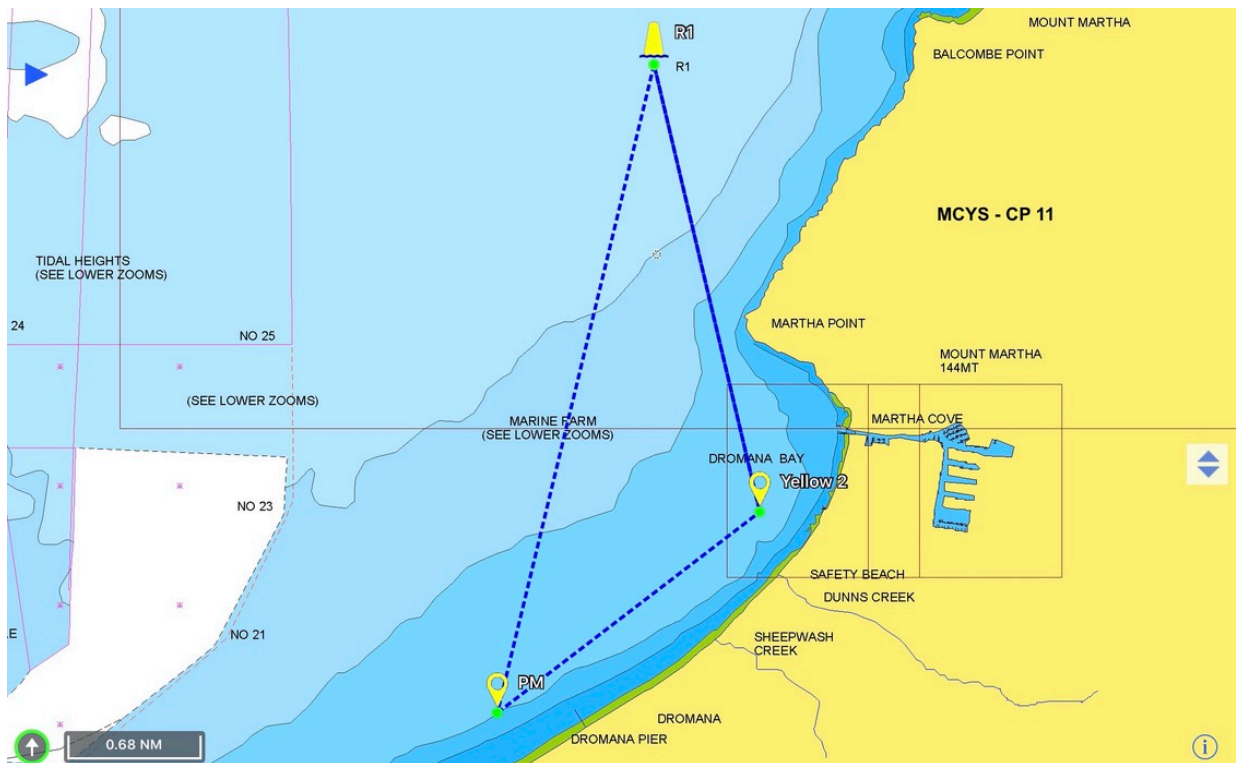 MOUNT MARTHA
R1
BALCOMBE POINT
R1
MCYS - CP 11
TIDAL HEIGHTS
(SEE LOWER ZOOMS)
24
MARTHA POINT
NO 25
MOUNT MARTHA
144MT
(SEE LOWER ZOOMS)
MARINE FARM
(SEE LOWER ZOOMS)
MARTHA COVE
DROMANA BAY
Yellow 2
NO 23
SAFETY BEACH
DUNNS CREEK
E
NO 21
SHEEPWASH
CREEK
PM
DROMANA
DROMANA PIER
0.68 NM
i